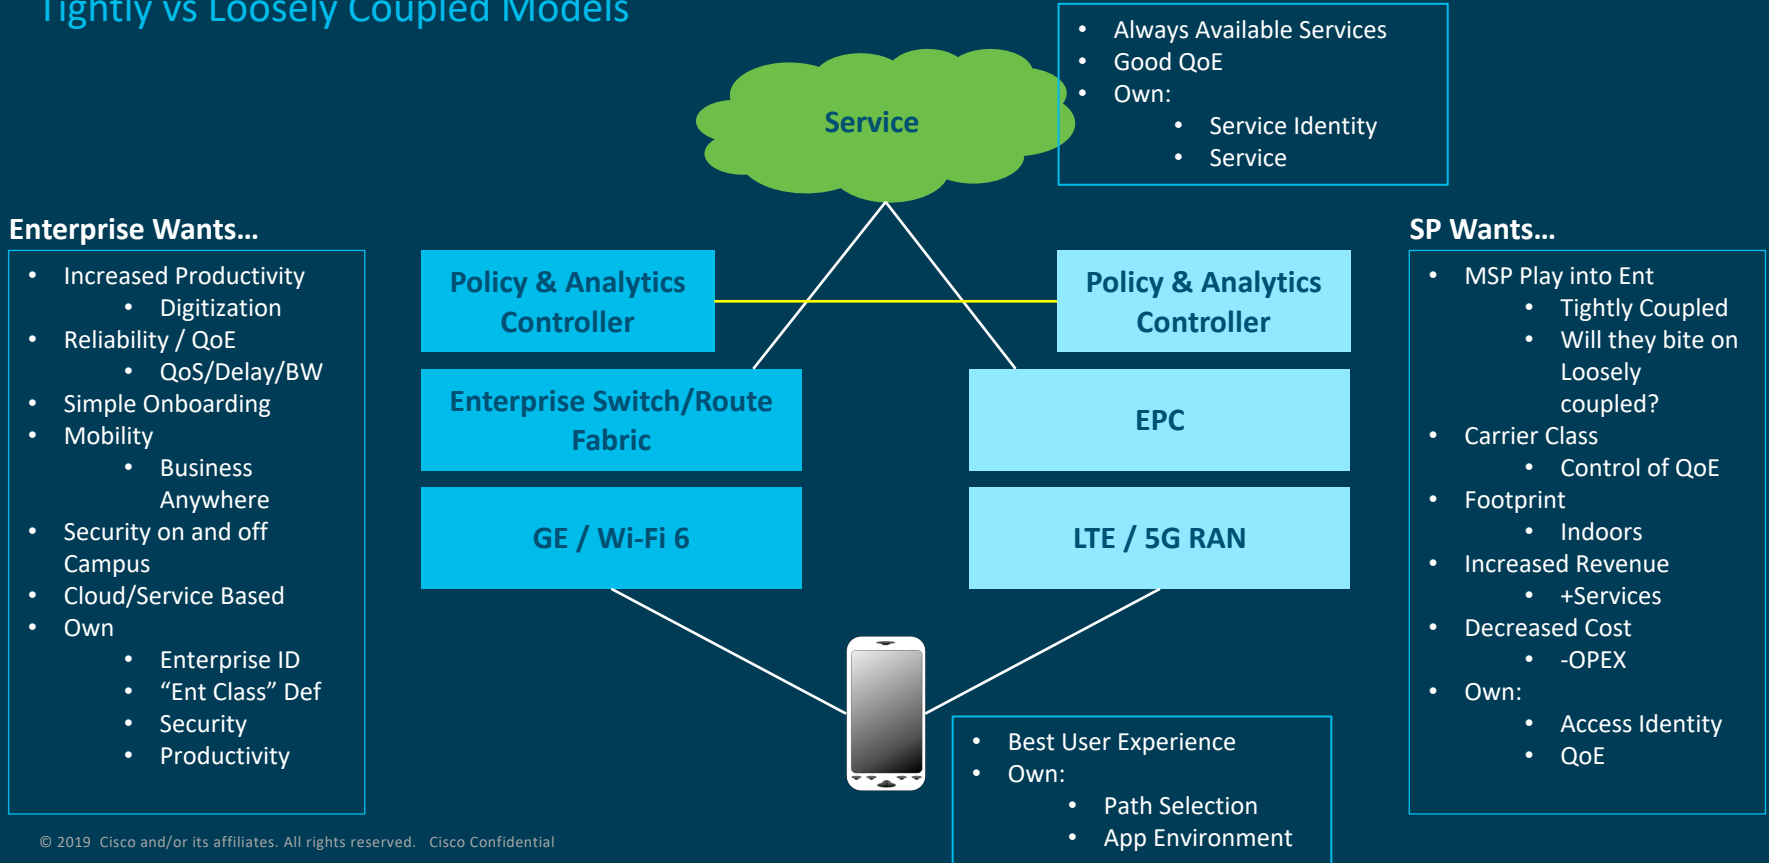 Tightly vs Loosely Coupled Models
• Always Available Services
• Good QoE
• Own:
• Service Identity
• Service
Service
Enterprise Wants…
• Increased Productivity
• Digitization
• Reliability / QoE
• QoS/Delay/BW
• Simple Onboarding
• Mobility
• Business
Anywhere
• Security on and off
Campus
• Cloud/Service Based
• Own
• Enterprise ID
• “Ent Class” Def
• Security
• Productivity
Policy & Analytics
Controller
Enterprise Switch/Route
Fabric
GE / Wi-Fi 6
Policy & Analytics
Controller
EPC
LTE / 5G RAN
SP Wants…
• MSP Play into Ent
• Tightly Coupled
• Will they bite on
Loosely
coupled?
• Carrier Class
• Control of QoE
• Footprint
• Indoors
• Increased Revenue
• +Services
• Decreased Cost
• -OPEX
• Own:
• Access Identity
• QoE
• Best User Experience
• Own:
• Path Selection
• App Environment
© 2019 Cisco and/or its affiliates. All rights reserved. Cisco Confidential